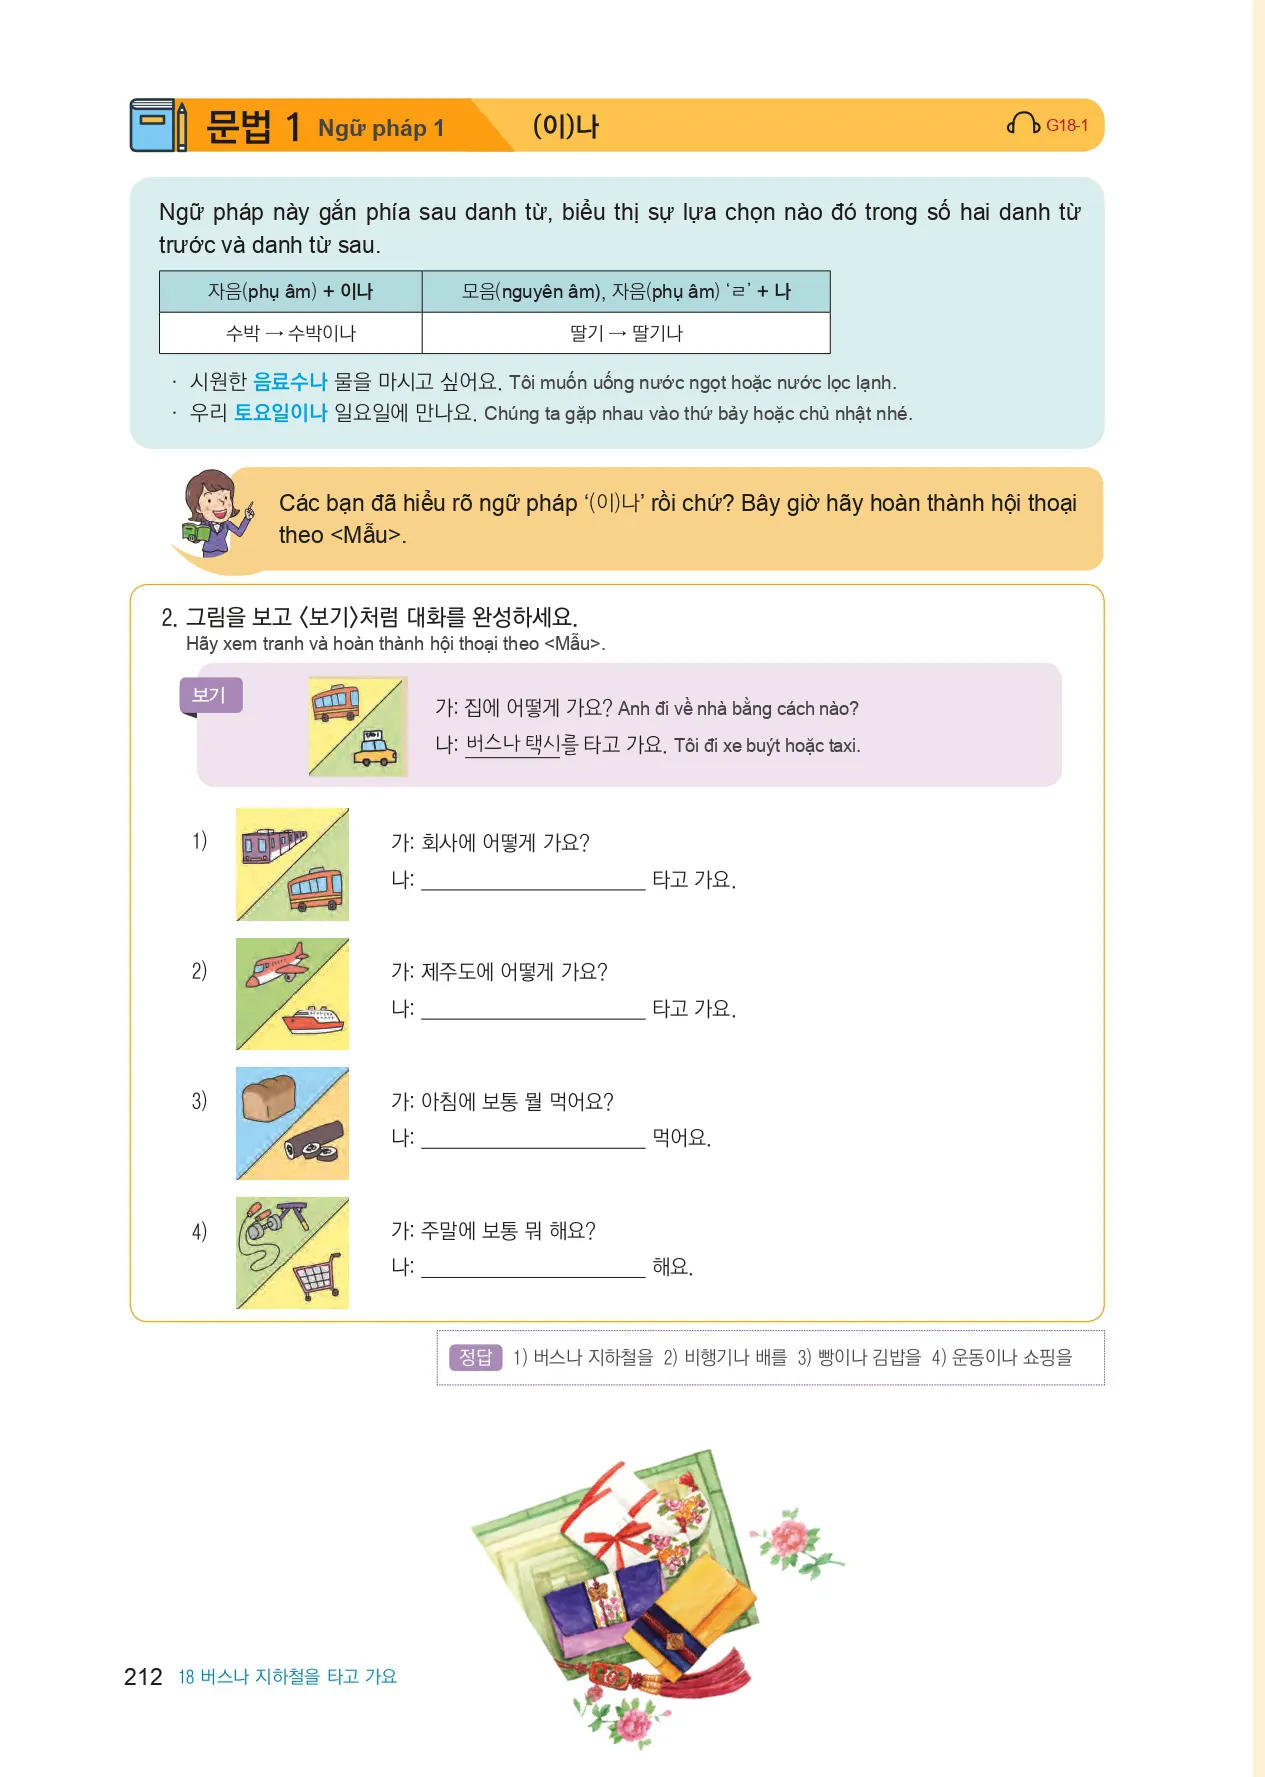 문법 1 Ngữ pháp 1 (이)나 G18-1
Ngữ pháp này gắn phía sau danh từ, biểu thị sự lựa chọn nào đó trong số hai danh từ
trước và danh từ sau.
자음(phụ âm) + 이나 모음(nguyên âm), 자음(phụ âm) ‘ㄹ’ + 나
수박 → 수박이나 딸기 → 딸기나
· 시원한 음료수나 물을 마시고 싶어요. Tôi muốn uống nước ngọt hoặc nước lọc lạnh.
· 우리 토요일이나 일요일에 만나요. Chúng ta gặp nhau vào thứ bảy hoặc chủ nhật nhé.
Các bạn đã hiểu rõ ngữ pháp ‘(이)나’ rồi chứ? Bây giờ hãy hoàn thành hội thoại
theo <Mẫu>.
2. 그림을 보고 〈보기〉처럼 대화를 완성하세요.
Hãy xem tranh và hoàn thành hội thoại theo <Mẫu>.
보기
가: 집에 어떻게 가요? Anh đi về nhà bằng cách nào?
나: 버스나 택시를 타고 가요. Tôi đi xe buýt hoặc taxi.
1) 가: 회사에 어떻게 가요?
나: ____________________ 타고 가요.
2) 가: 제주도에 어떻게 가요?
나: ____________________ 타고 가요.
3) 가: 아침에 보통 뭘 먹어요?
나: ____________________ 먹어요.
4) 가: 주말에 보통 뭐 해요?
나: ____________________ 해요.
정답 1) 버스나 지하철을 2) 비행기나 배를 3) 빵이나 김밥을 4) 운동이나 쇼핑을
212 18 버스나 지하철을 타고 가요